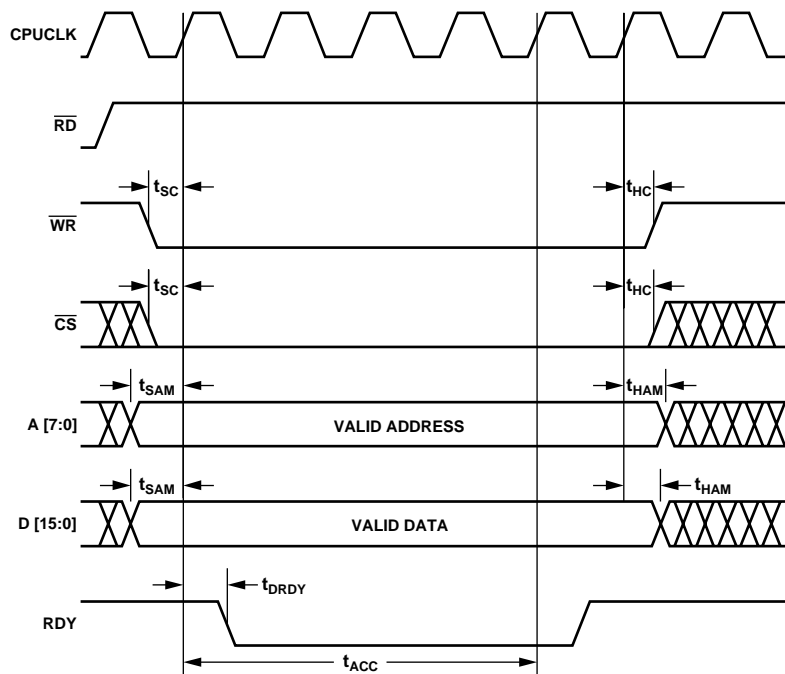 CPUCLK
RD
tSC
tHC
WR
tSC
tHC
CS
tSAM
tHAM
A [7:0]
VALID ADDRESS
tSAM
tHAM
D [15:0]
VALID DATA
tDRDY
RDY
tACC